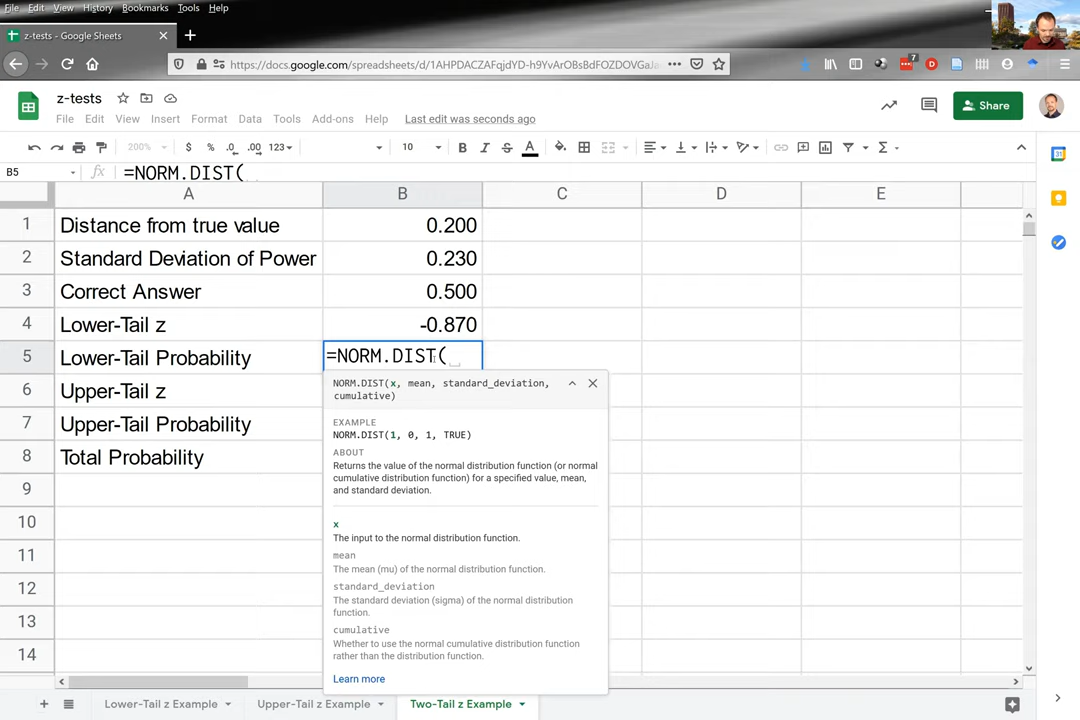 File Edit View History Bookmarks Tools Help
z-tests - Google Sheets
https://docs.google.com/spreadsheets/d/1AHPDACZAFqjdYD-h9YvArOBsBdFOZDOVGaJa
7
z-tests
File Edit View Insert Format Data Tools Add-ons Help Last edit was seconds ago
Share
200% $ % .0 .00 123 10 B I S A
B5 fx =NORM.DIST(
A B C D E
1 Distance from true value 0.200
2 Standard Deviation of Power 0.230
3 Correct Answer 0.500
4 Lower-Tail z -0.870
5 Lower-Tail Probability =NORM.DIST(
6 Upper-Tail z
7 Upper-Tail Probability
8 Total Probability
9
10
11
12
13
14
NORM.DIST(x, mean, standard_deviation,
cumulative)
EXAMPLE
NORM.DIST(1, 0, 1, TRUE)
ABOUT
Returns the value of the normal distribution function (or normal
cumulative distribution function) for a specified value, mean,
and standard deviation.
x
The input to the normal distribution function.
mean
The mean (mu) of the normal distribution function.
standard_deviation
The standard deviation (sigma) of the normal distribution
function.
cumulative
Whether to use the normal cumulative distribution function
rather than the distribution function.
Learn more
Lower-Tail z Example Upper-Tail z Example Two-Tail z Example